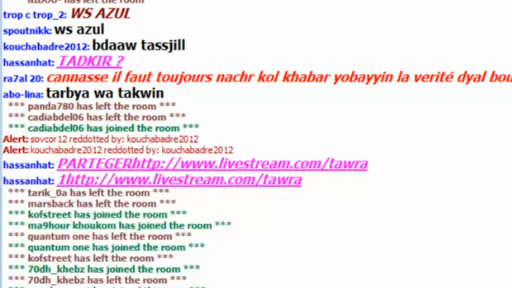 has left the room ***
trop c trop_2: WS AZUL
spoutnikk: ws azul
kouchabadre2012: bdaaw tassjill
hassanhat: TADKIR ?
ra7al 20: cannasse il faut toujours nachr kol khabar yobayyin la verité dyal bou
abo-lina: tarbya wa takwin
*** panda780 has left the room ***
*** cadiabdel06 has left the room ***
*** cadiabdel06 has joined the room ***
Alert: sovcor12 reddotted by: kouchabadre2012
Alert: kouchabadre2012 reddotted by: kouchabadre2012
hassanhat: PARTEGERhttp://www.livestream.com/tawra
hassanhat: 1http://www.livestream.com/tawra
*** tarik_0a has left the room ***
*** marsback has left the room ***
*** kofstreet has joined the room ***
*** ma9hour khoukom has joined the room ***
*** quantum one has left the room ***
*** quantum one has joined the room ***
*** kofstreet has left the room ***
*** 70dh_khebz has joined the room ***
*** 70dh_khebz has left the room ***